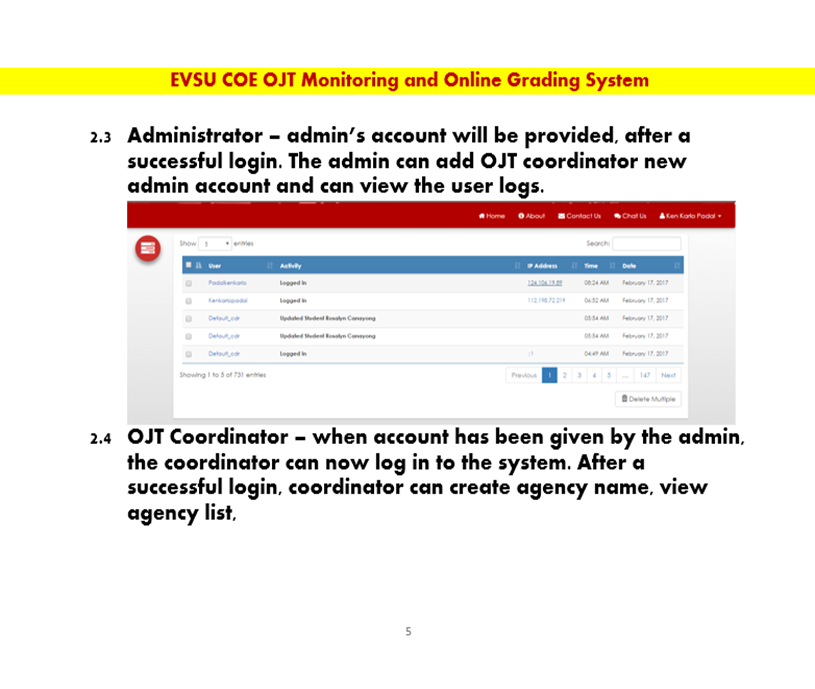 EVSU COE OJT Monitoring and Online Grading System
2.3 Administrator – admin's account will be provided, after a
successful login. The admin can add OJT coordinator new
admin account and can view the user logs.
Home About Contact Us Chat Us Ken Karlo Padal
Show 5 entries Search:
User Activity IP Address Time Date
Padalkenkarlo Logged In 124.106.19.89 08:24 AM February 17, 2017
Kenkarlopadal Logged In 112.198.72.219 06:52 AM February 17, 2017
Default_cdr Updated Student Rosalyn Canayong 05:54 AM February 17, 2017
Default_cdr Updated Student Rosalyn Canayong 05:54 AM February 17, 2017
Default_cdr Logged In ::1 04:49 AM February 17, 2017
Showing 1 to 5 of 731 entries Previous 1 2 3 4 5 ... 147 Next
Delete Multiple
2.4 OJT Coordinator – when account has been given by the admin,
the coordinator can now log in to the system. After a
successful login, coordinator can create agency name, view
agency list,
5